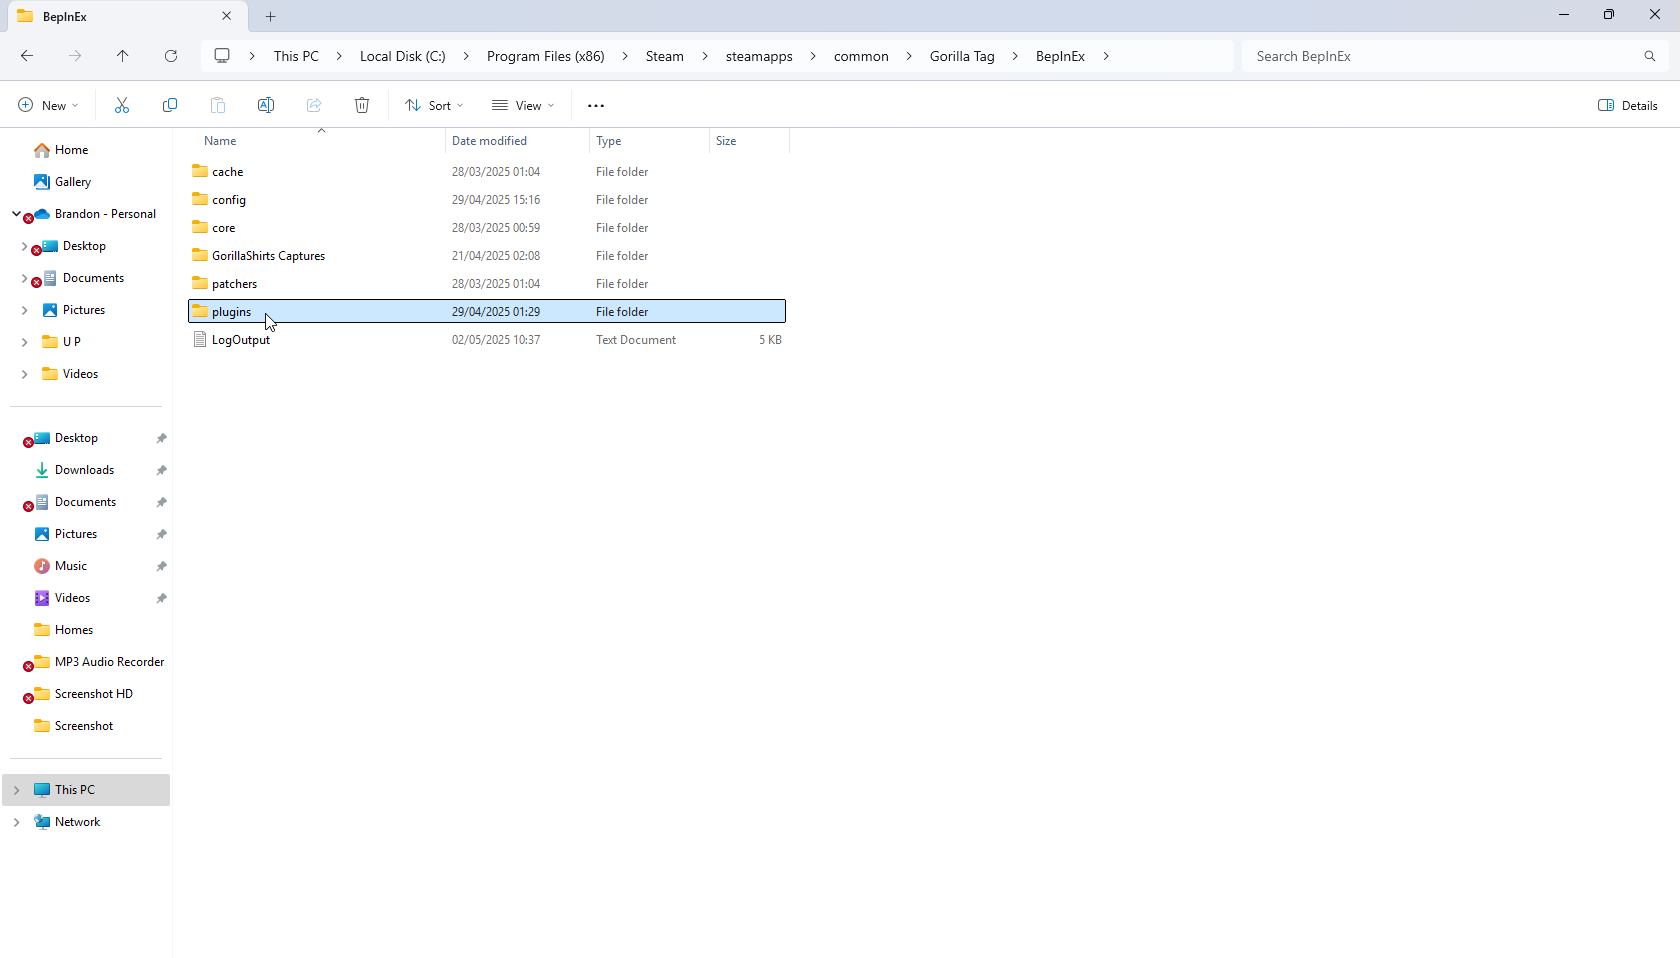 BepInEx
This PC
Local Disk (C:)
Program Files (x86)
Steam
steamapps
common
Gorilla Tag
BepInEx
Search BepInEx
New
Sort
View
Details
Name
Date modified
Type
Size
cache 28/03/2025 01:04 File folder
config 29/04/2025 15:16 File folder
core 28/03/2025 00:59 File folder
GorillaShirts Captures 21/04/2025 02:08 File folder
patchers 28/03/2025 01:04 File folder
plugins 29/04/2025 01:29 File folder
LogOutput 02/05/2025 10:37 Text Document 5 KB
Home
Gallery
Brandon - Personal
Desktop
Documents
Pictures
U P
Videos
Desktop
Downloads
Documents
Pictures
Music
Videos
Homes
MP3 Audio Recorder
Screenshot HD
Screenshot
This PC
Network